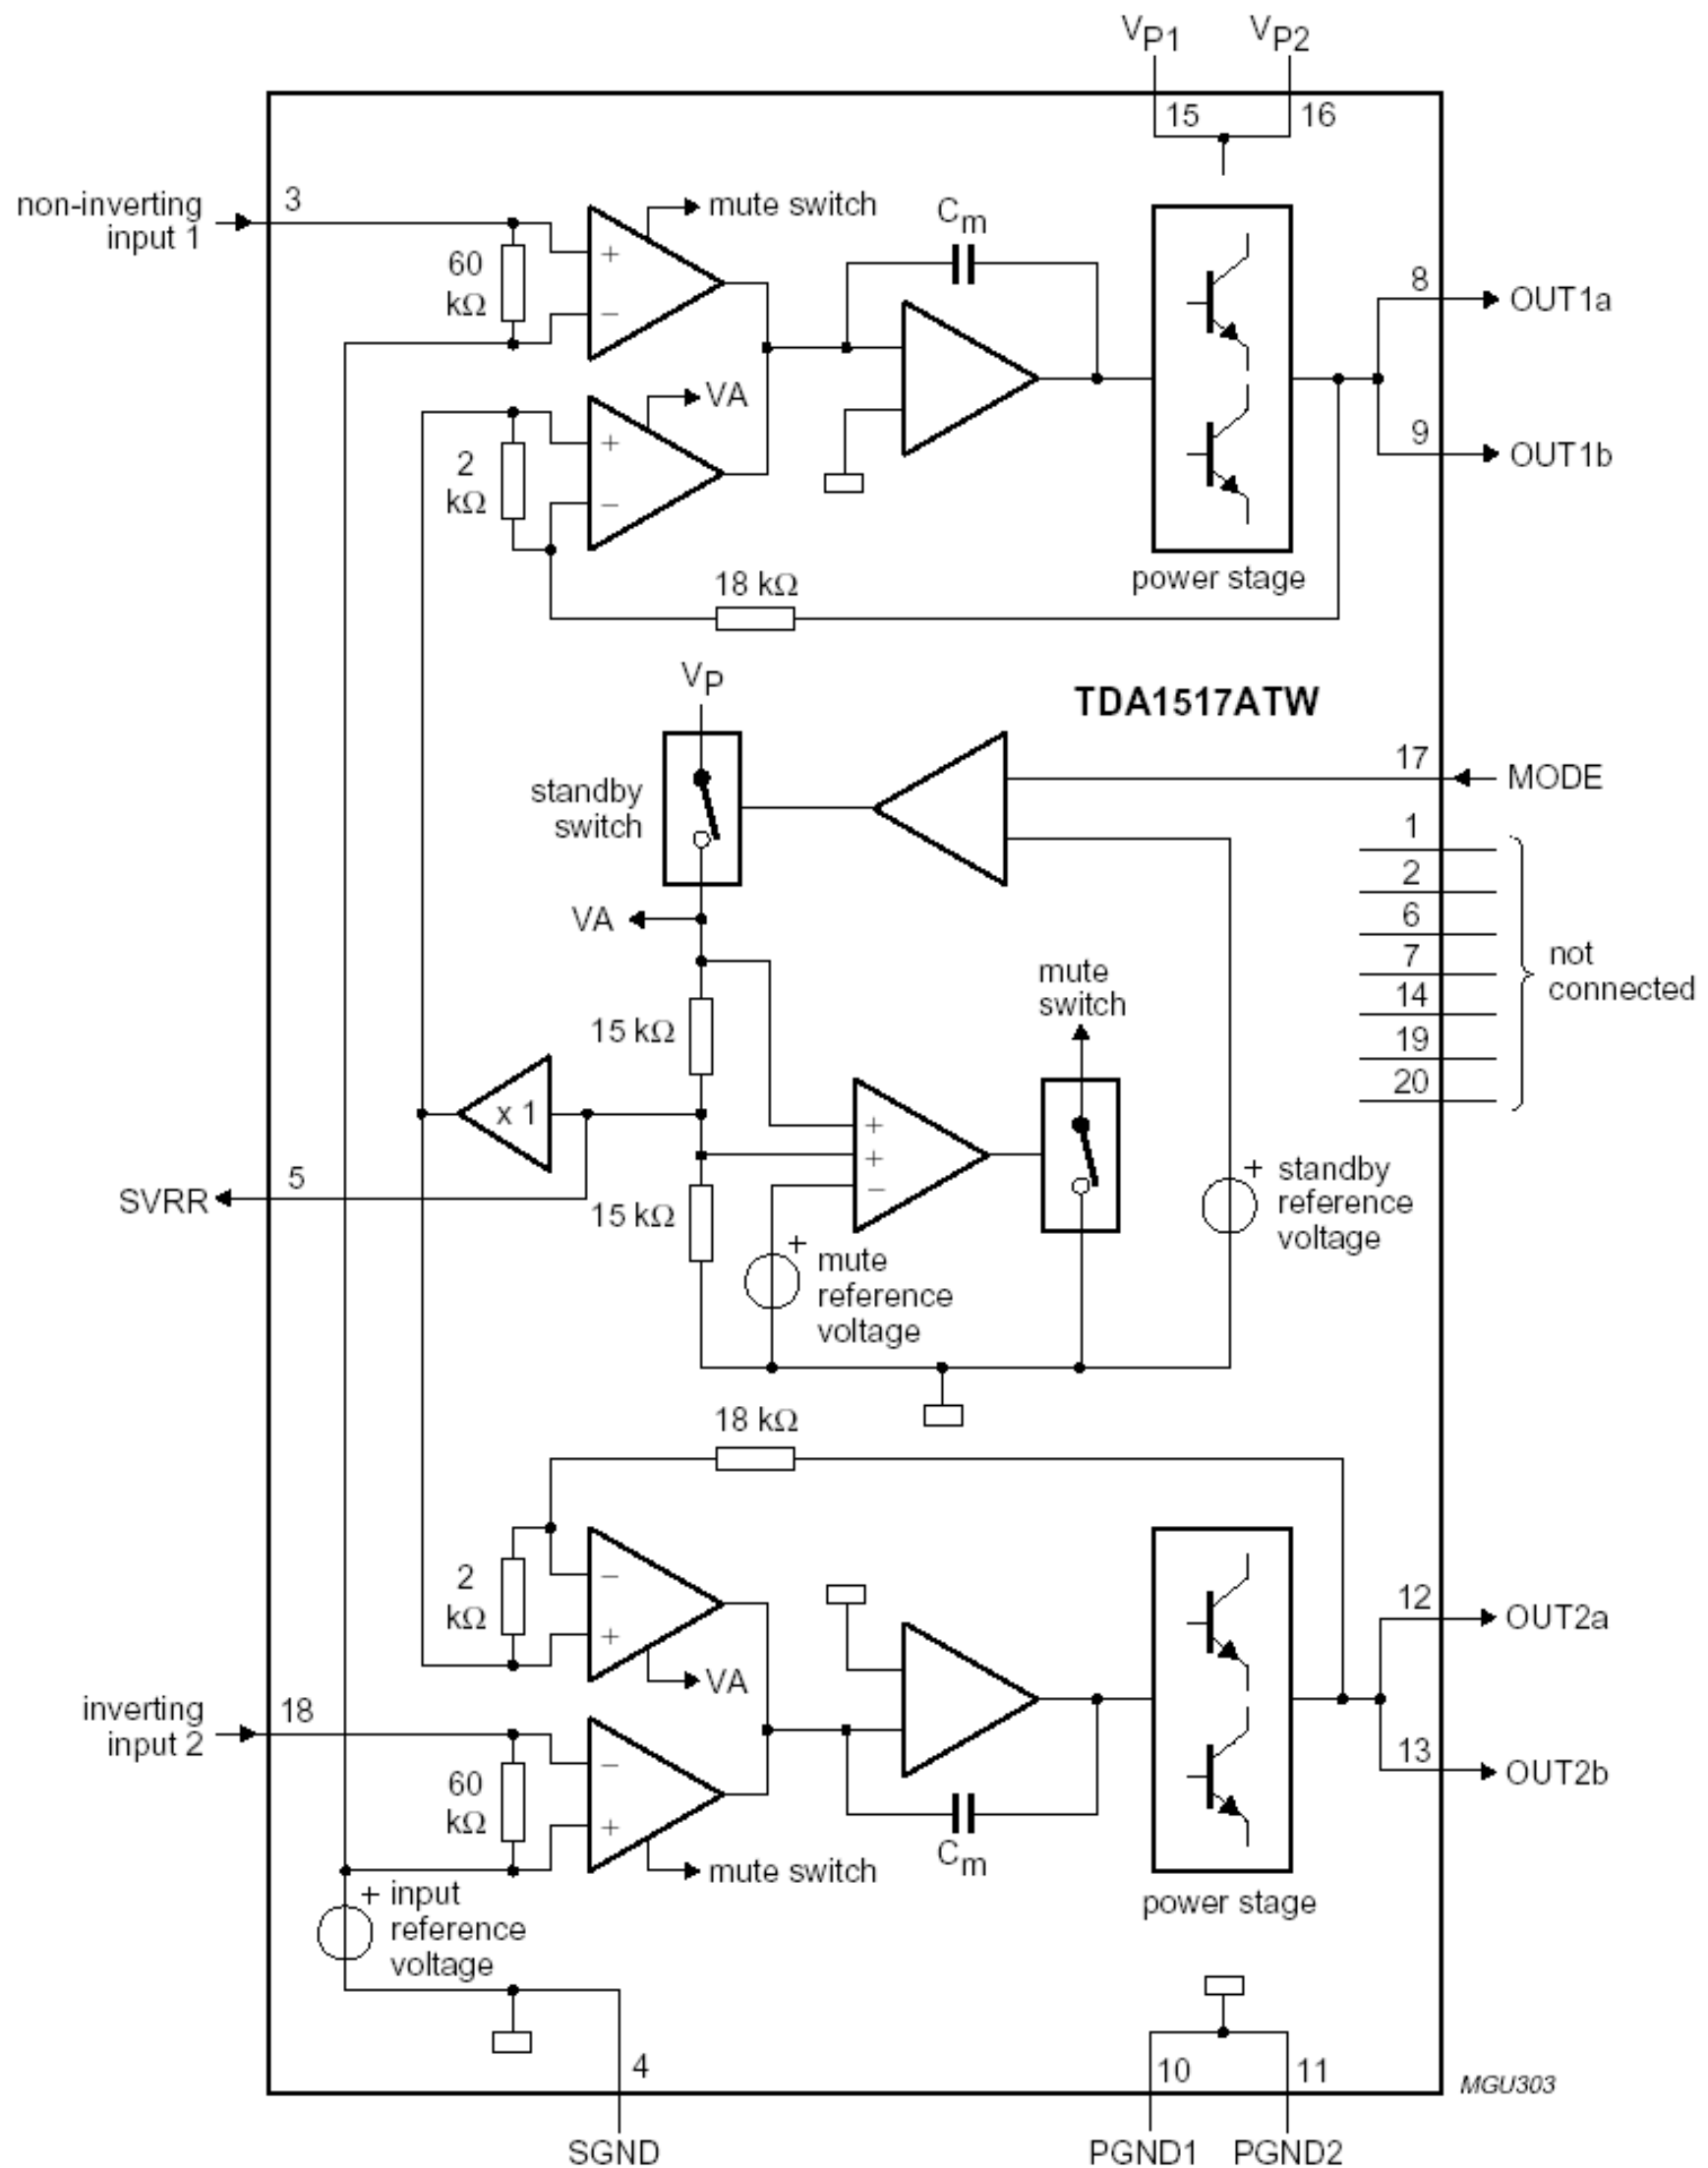 VP1
VP2
15
16
non-inverting
input 1
3
mute switch
Cm
60
kΩ
+
−
8
OUT1a
VA
2
kΩ
+
−
9
OUT1b
18 kΩ
power stage
VP
TDA1517ATW
standby
switch
17
MODE
1
2
6
7
14
19
20
not
connected
VA
15 kΩ
mute
switch
x 1
+
+
−
5
SVRR
15 kΩ
+
mute
reference
voltage
+
standby
reference
voltage
18 kΩ
2
kΩ
−
+
VA
12
OUT2a
inverting
input 2
18
60
kΩ
−
+
mute switch
Cm
13
OUT2b
power stage
+ input
reference
voltage
4
10
11
MGU303
SGND
PGND1
PGND2